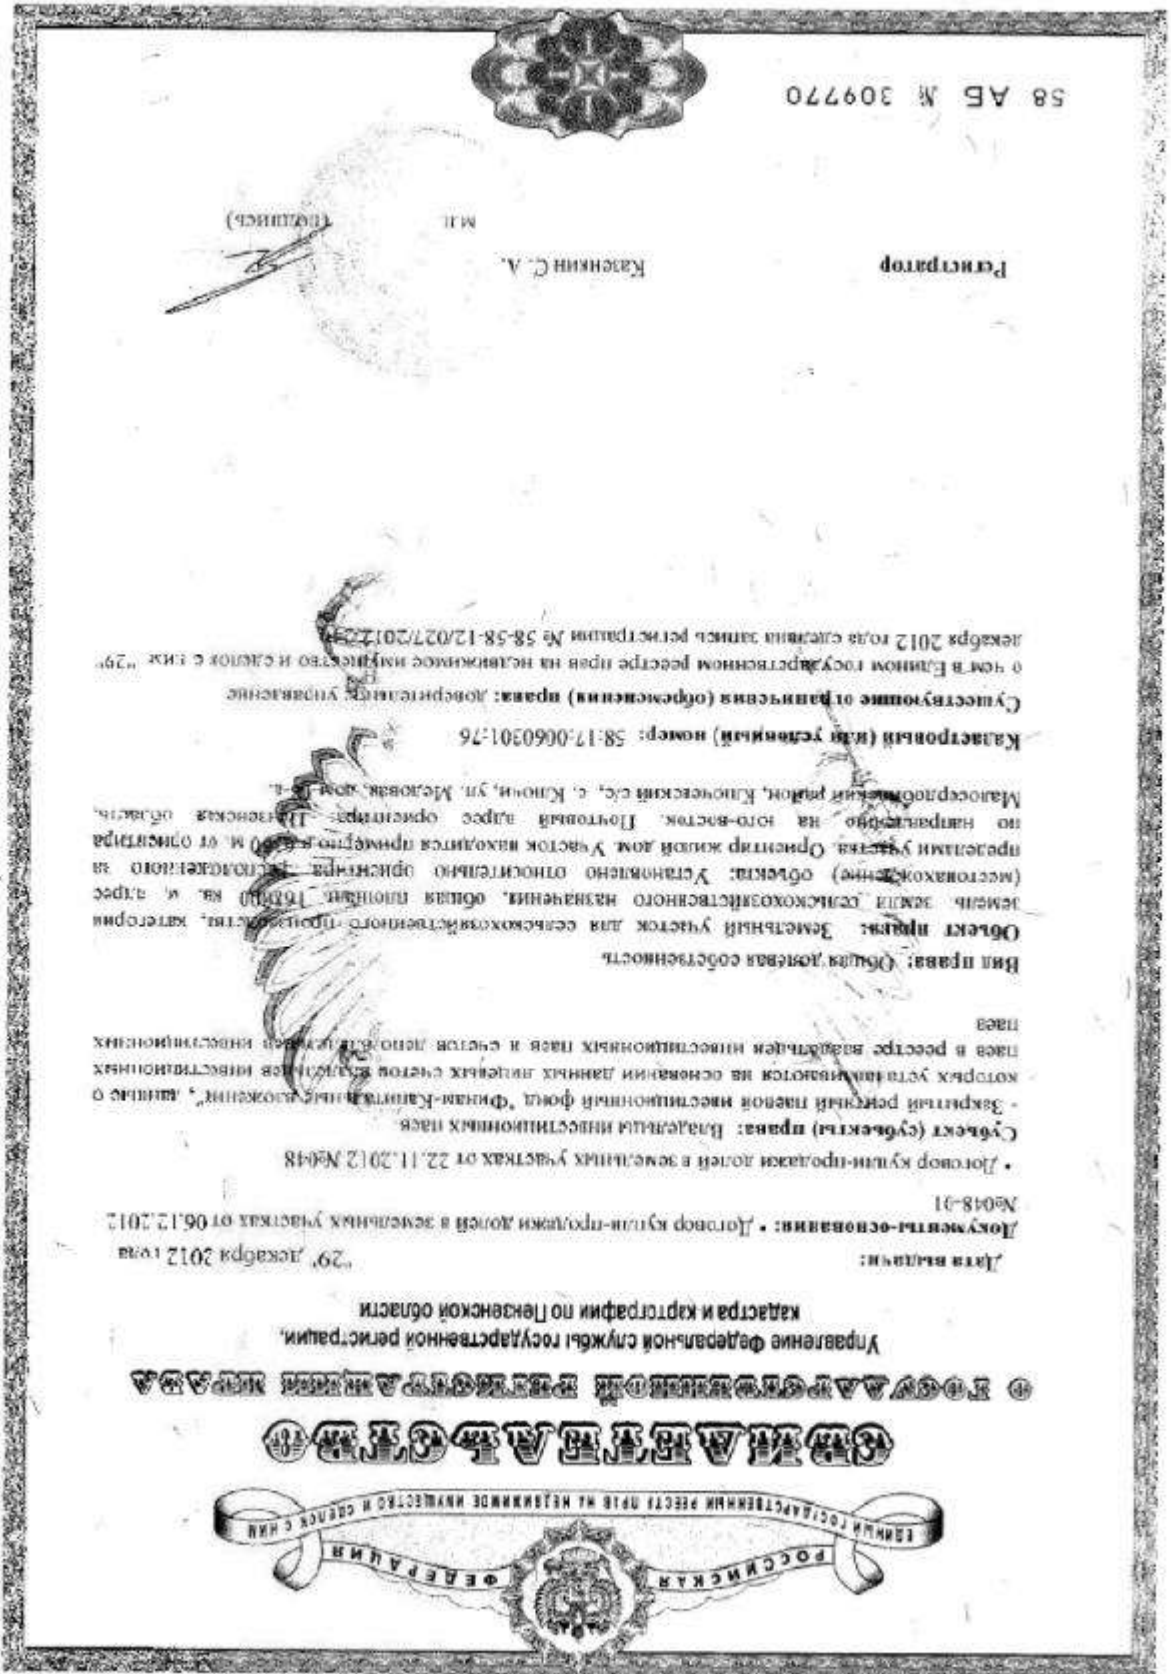 РОССИЙСКАЯ ФЕДЕРАЦИЯ
ЕДИНЫЙ ГОСУДАРСТВЕННЫЙ РЕЕСТР ПРАВ НА НЕДВИЖИМОЕ ИМУЩЕСТВО И СДЕЛОК С НИМ
СВИДЕТЕЛЬСТВО
О ГОСУДАРСТВЕННОЙ РЕГИСТРАЦИИ ПРАВА
Управление Федеральной службы государственной регистрации,
кадастра и картографии по Пензенской области
Дата выдачи: "29" декабря 2012 года
Документы-основания: • Договор купли-продажи долей в земельных участках от 06.12.2012
№048-
• Договор купли-продажи долей в земельных участках от 22.11.2012 №048
Субъект (субъекты) права: Владельцы инвестиционных паев
- Закрытый рентный паевой инвестиционный фонд "Финам-Капитальные вложения", данные о
которых устанавливаются на основании данных лицевых счетов владельцев инвестиционных
паев в реестре владельцев инвестиционных паев и счетов депо владельцев инвестиционных
паев
Вид права: Общая долевая собственность
Объект права: Земельный участок для сельскохозяйственного производства, категория
земель земли сельскохозяйственного назначения, общая площадь кв. м, адрес
(местонахождение) объекта: Установлено относительно ориентира, расположенного за
пределами участка. Ориентир жилой дом. Участок находится примерно в м. от ориентира
по направлению на юго-восток. Почтовый адрес ориентира: Пензенская область,
Малосердобинский район, Ключевский с/с, с. Ключи, ул. Медовая, дом
Кадастровый (или условный) номер: 58:17:0060301:76
Существующие ограничения (обременения) права: доверительное управление
о чем в Едином государственном реестре прав на недвижимое имущество и сделок с ним "29"
декабря 2012 года сделана запись регистрации № 58-58-12/027/2012-
Регистратор Казенкин С. А.
М.П. (подпись)
58 АБ № 309770